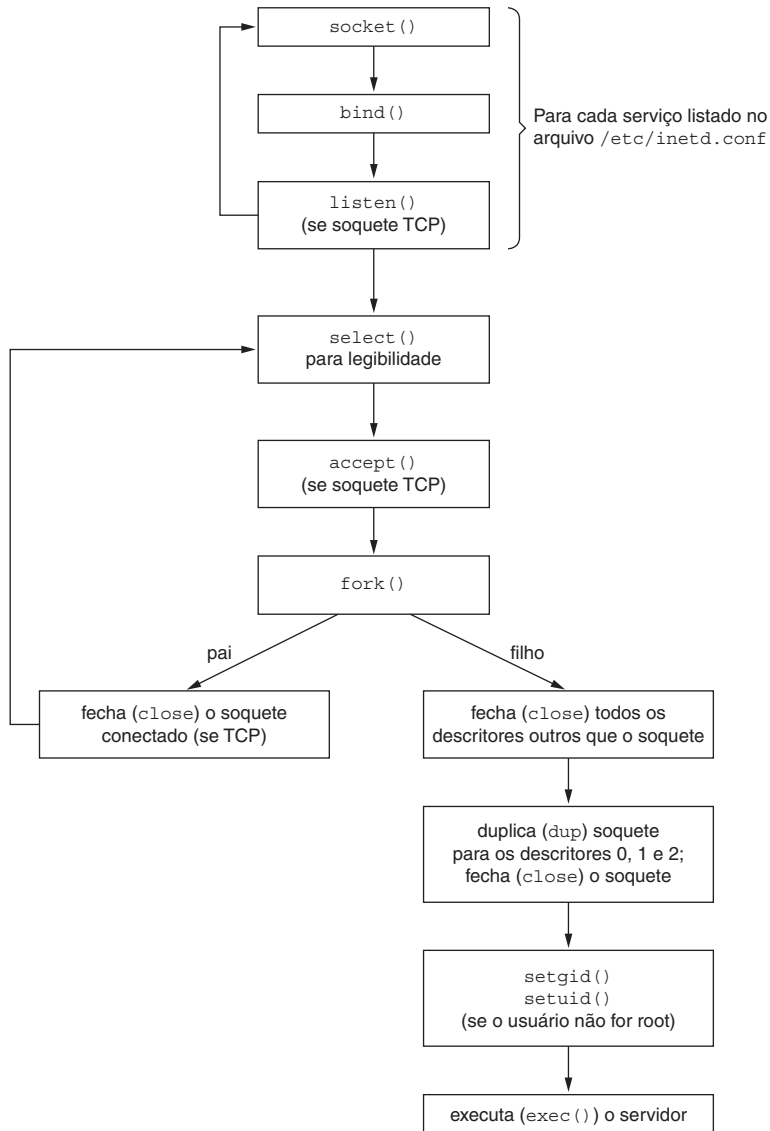 socket()
bind()
Para cada serviço listado no
arquivo /etc/inetd.conf
listen()
(se soquete TCP)
select()
para legibilidade
accept()
(se soquete TCP)
fork()
pai
filho
fecha (close) o soquete
conectado (se TCP)
fecha (close) todos os
descritores outros que o soquete
duplica (dup) soquete
para os descritores 0, 1 e 2;
fecha (close) o soquete
setgid()
setuid()
(se o usuário não for root)
executa (exec()) o servidor